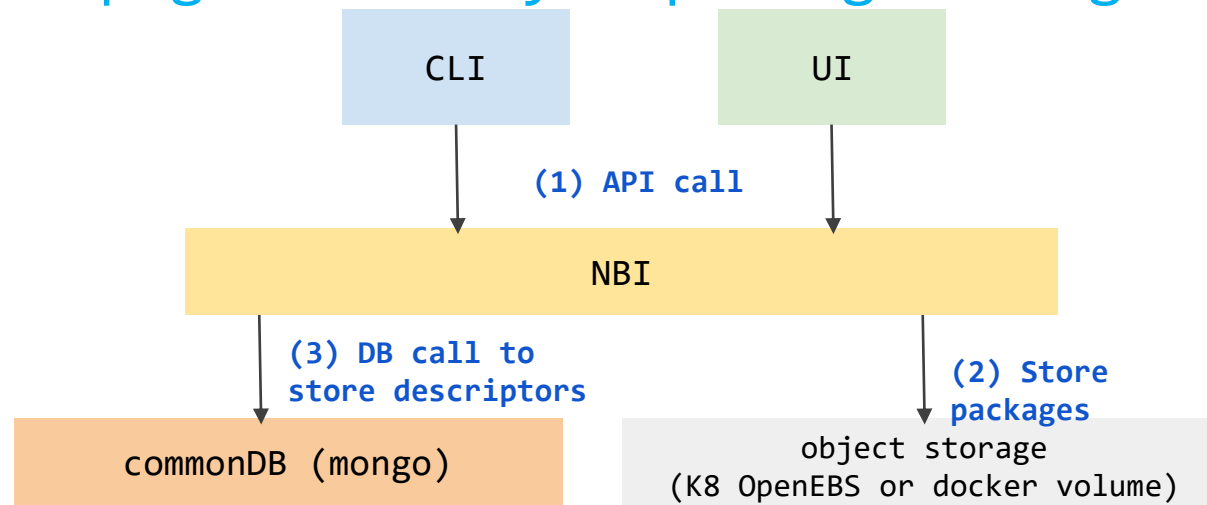 CLI
UI
(1) API call
NBI
(3) DB call to
store descriptors
(2) Store
packages
commonDB (mongo)
object storage
(K8 OpenEBS or docker volume)